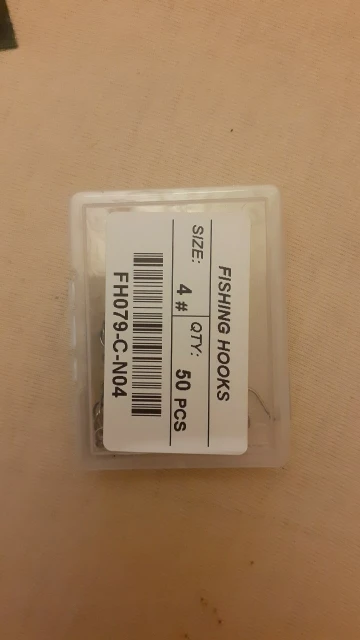 FISHING HOOKS
SIZE: 4 # QTY: 50 PCS
FH079-C-N04